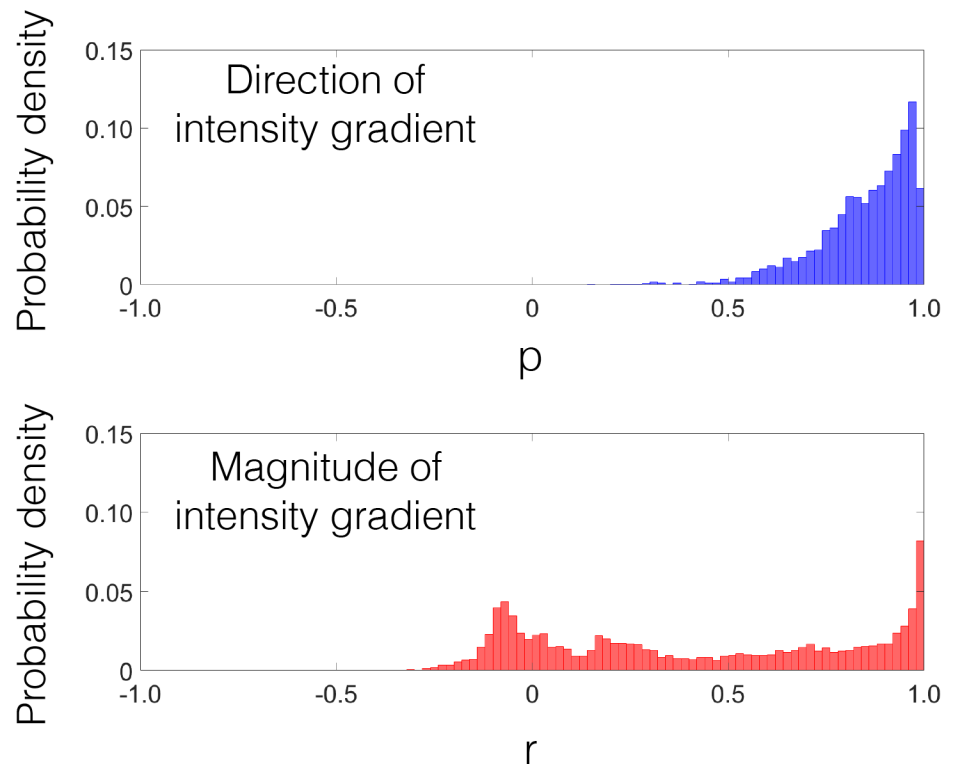 Probability density
0.15
0.10
0.05
0
Direction of
intensity gradient
-1.0
-0.5
0
0.5
1.0
p
Probability density
0.15
0.10
0.05
0
Magnitude of
intensity gradient
-1.0
-0.5
0
0.5
1.0
r